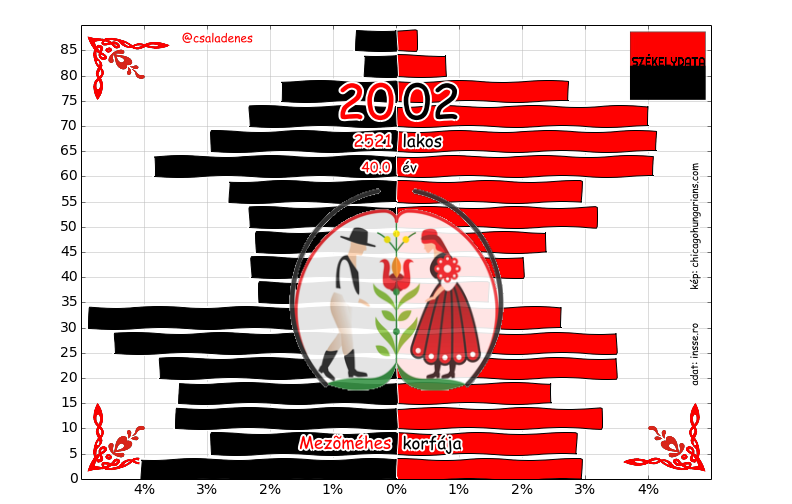 @csaladenes
SZÉKELYDATA
2002
2521 lakos
40.0 év
kép: chicagohungarians.com
adat: insse.ro
Mezőméhes korfája
85
80
75
70
65
60
55
50
45
40
35
30
25
20
15
10
5
0
4% 3% 2% 1% 0% 1% 2% 3% 4%